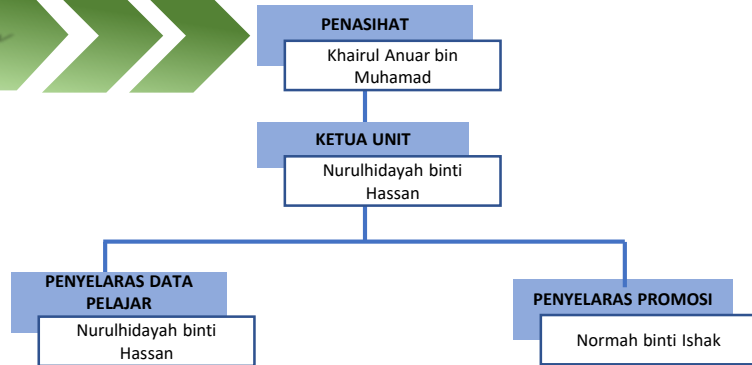 PENASIHAT
Khairul Anuar bin
Muhamad
KETUA UNIT
Nurulhidayah binti
Hassan
PENYELARAS DATA
PELAJAR
Nurulhidayah binti
Hassan
PENYELARAS PROMOSI
Normah binti Ishak